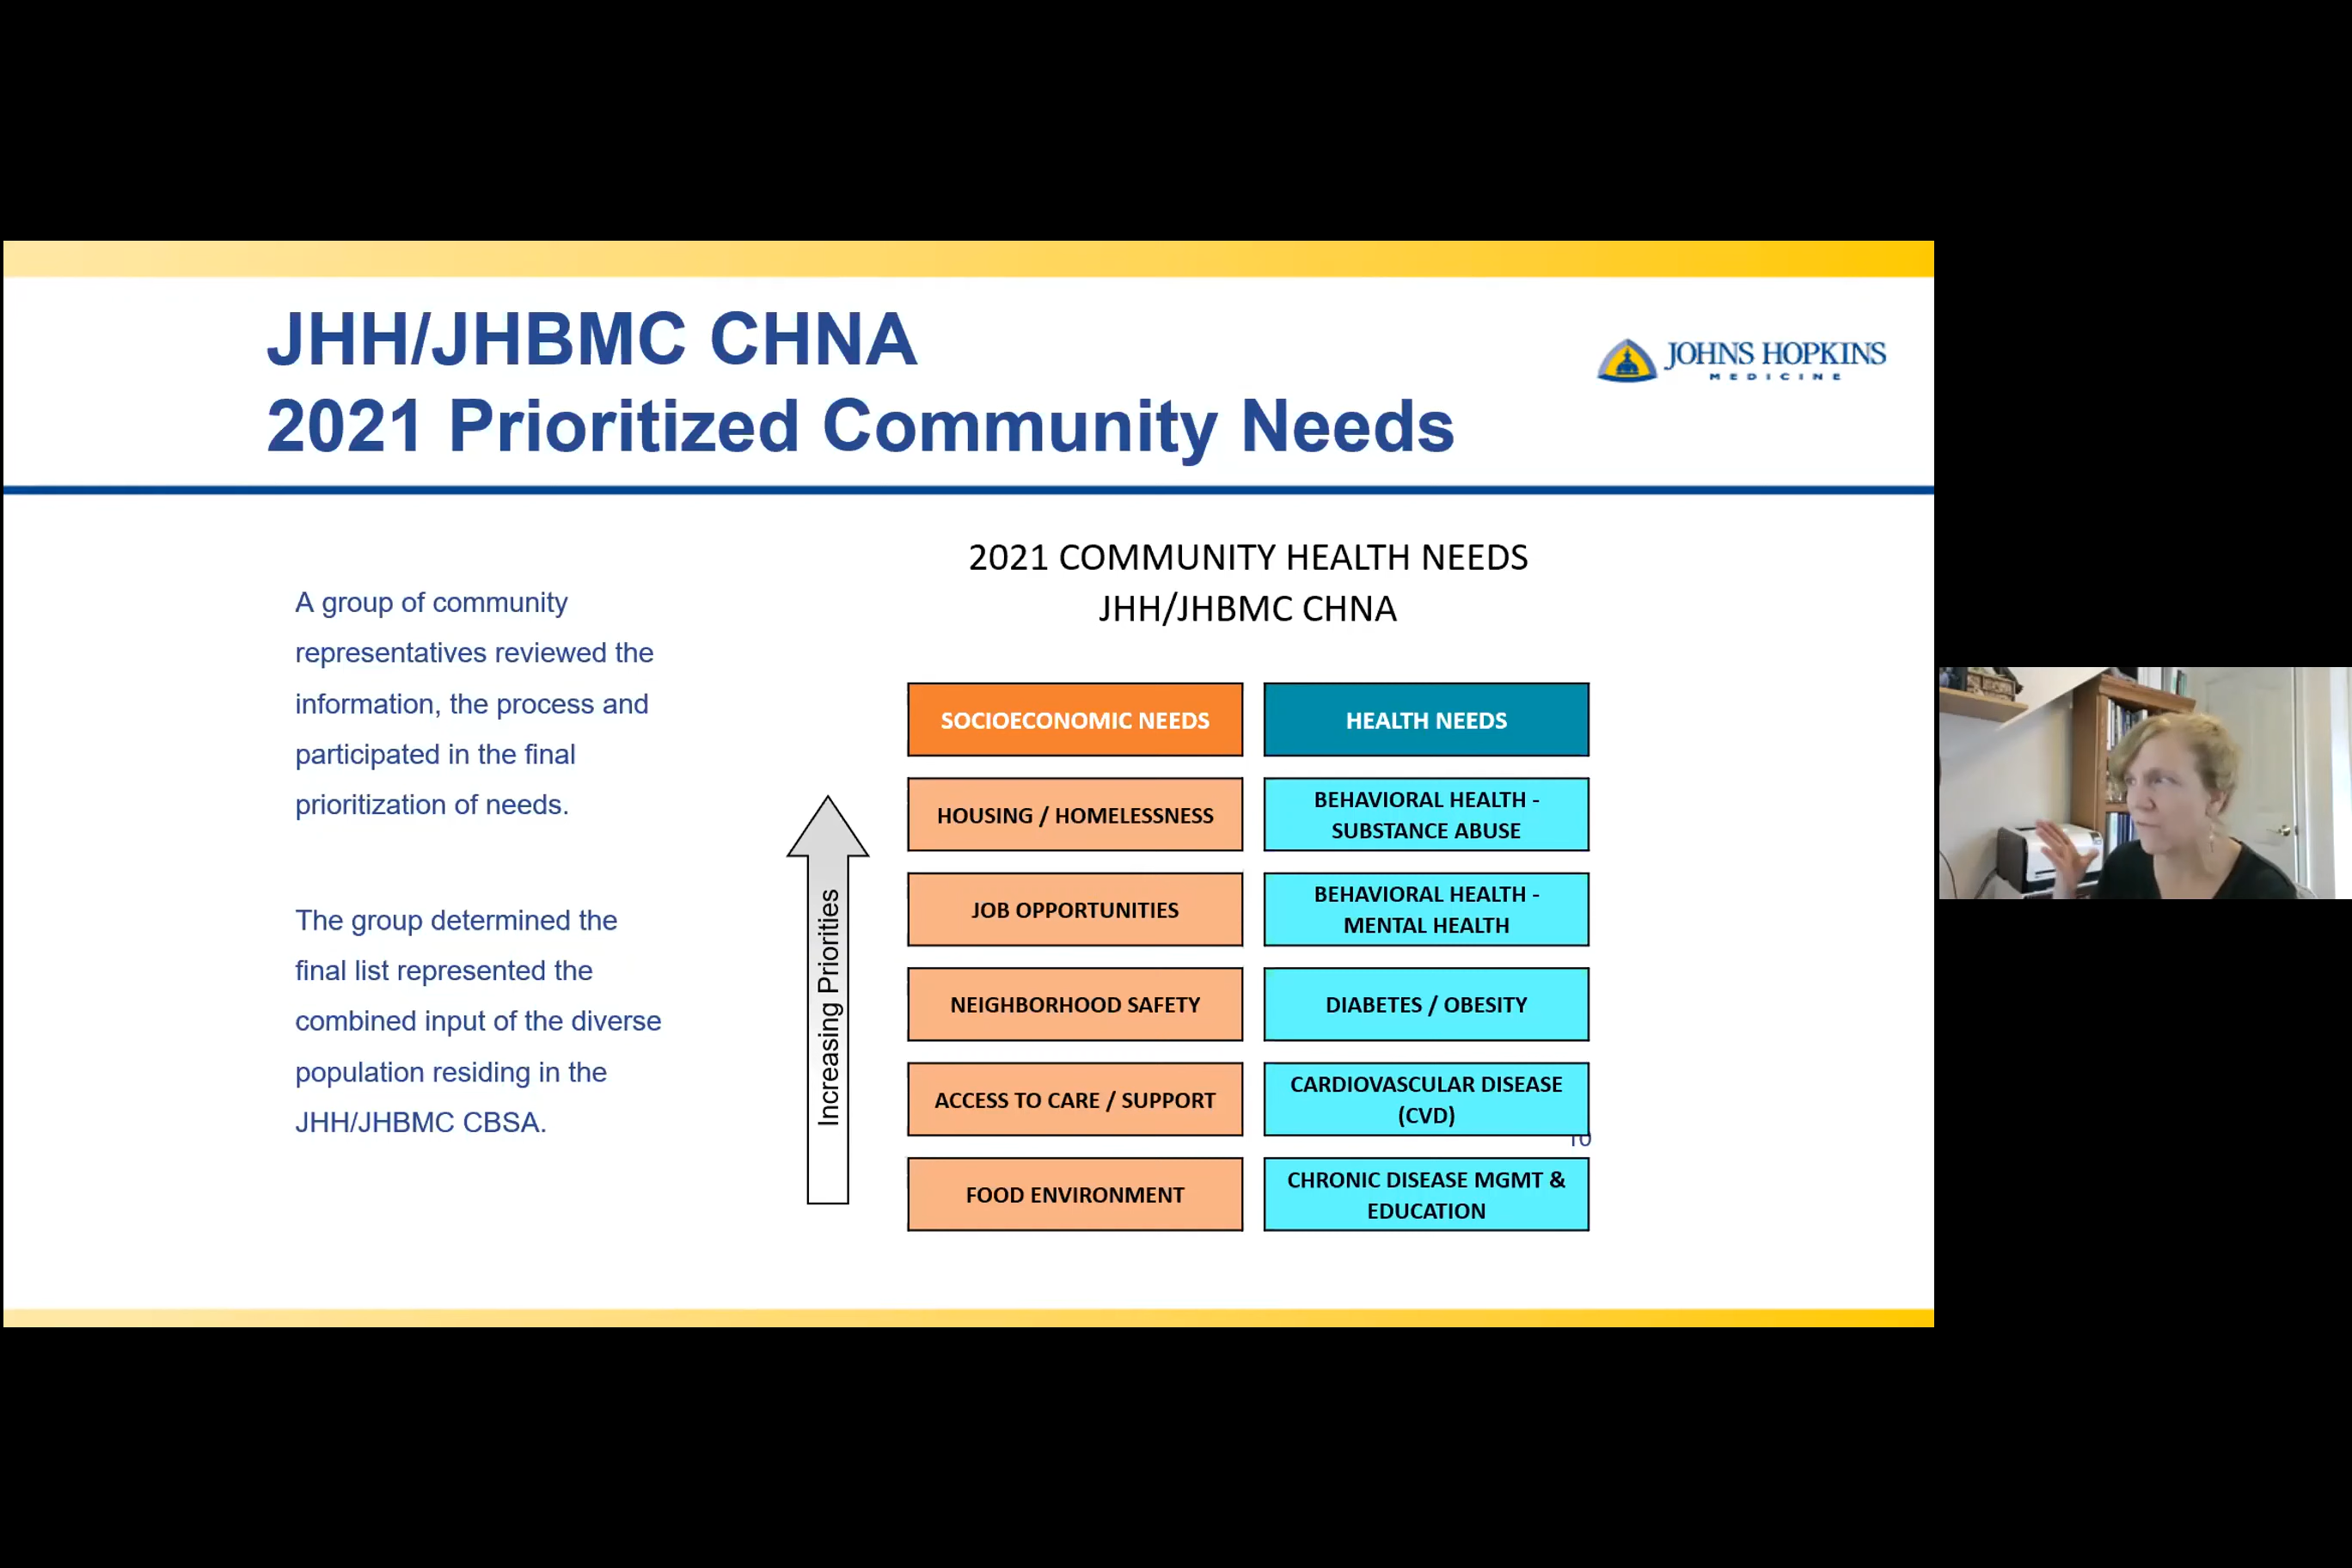 JHH/JHBMC CHNA
2021 Prioritized Community Needs
JOHNS HOPKINS
MEDICINE
A group of community
representatives reviewed the
information, the process and
participated in the final
prioritization of needs.
The group determined the
final list represented the
combined input of the diverse
population residing in the
JHH/JHBMC CBSA.
2021 COMMUNITY HEALTH NEEDS
JHH/JHBMC CHNA
Increasing Priorities
SOCIOECONOMIC NEEDS
HEALTH NEEDS
HOUSING / HOMELESSNESS
BEHAVIORAL HEALTH -
SUBSTANCE ABUSE
JOB OPPORTUNITIES
BEHAVIORAL HEALTH -
MENTAL HEALTH
NEIGHBORHOOD SAFETY
DIABETES / OBESITY
ACCESS TO CARE / SUPPORT
CARDIOVASCULAR DISEASE
(CVD)
10
FOOD ENVIRONMENT
CHRONIC DISEASE MGMT &
EDUCATION